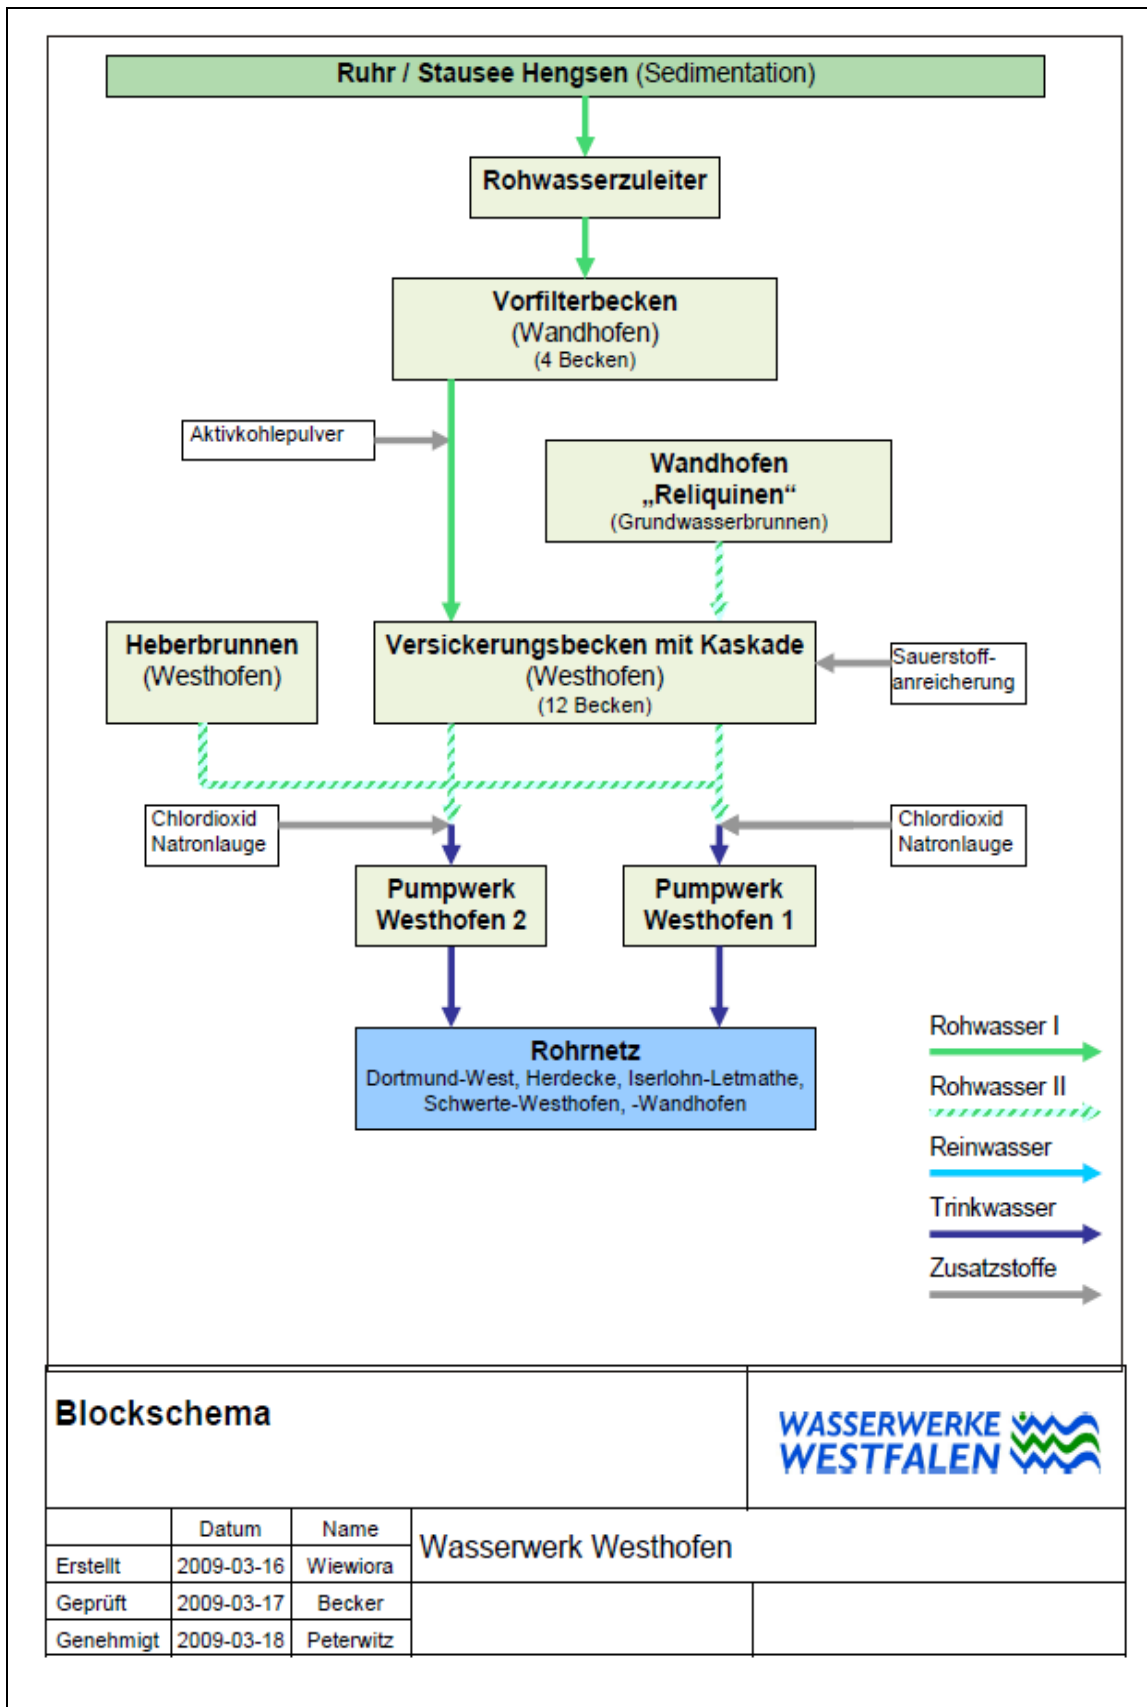 Ruhr / Stausee Hengsen (Sedimentation)
Rohwasserzuleiter
Vorfilterbecken
(Wandhofen)
(4 Becken)
Aktivkohlepulver
Wandhofen
„Reliquinen“
(Grundwasserbrunnen)
Heberbrunnen
(Westhofen)
Versickerungsbecken mit Kaskade
(Westhofen)
(12 Becken)
Sauerstoff-
anreicherung
Chlordioxid
Natronlauge
Chlordioxid
Natronlauge
Pumpwerk
Westhofen 2
Pumpwerk
Westhofen 1
Rohrnetz
Dortmund-West, Herdecke, Iserlohn-Letmathe,
Schwerte-Westhofen, -Wandhofen
Rohwasser I
Rohwasser II
Reinwasser
Trinkwasser
Zusatzstoffe
Blockschema
WASSERWERKE
WESTFALEN
Datum Name
Erstellt 2009-03-16 Wiewiora
Geprüft 2009-03-17 Becker
Genehmigt 2009-03-18 Peterwitz
Wasserwerk Westhofen